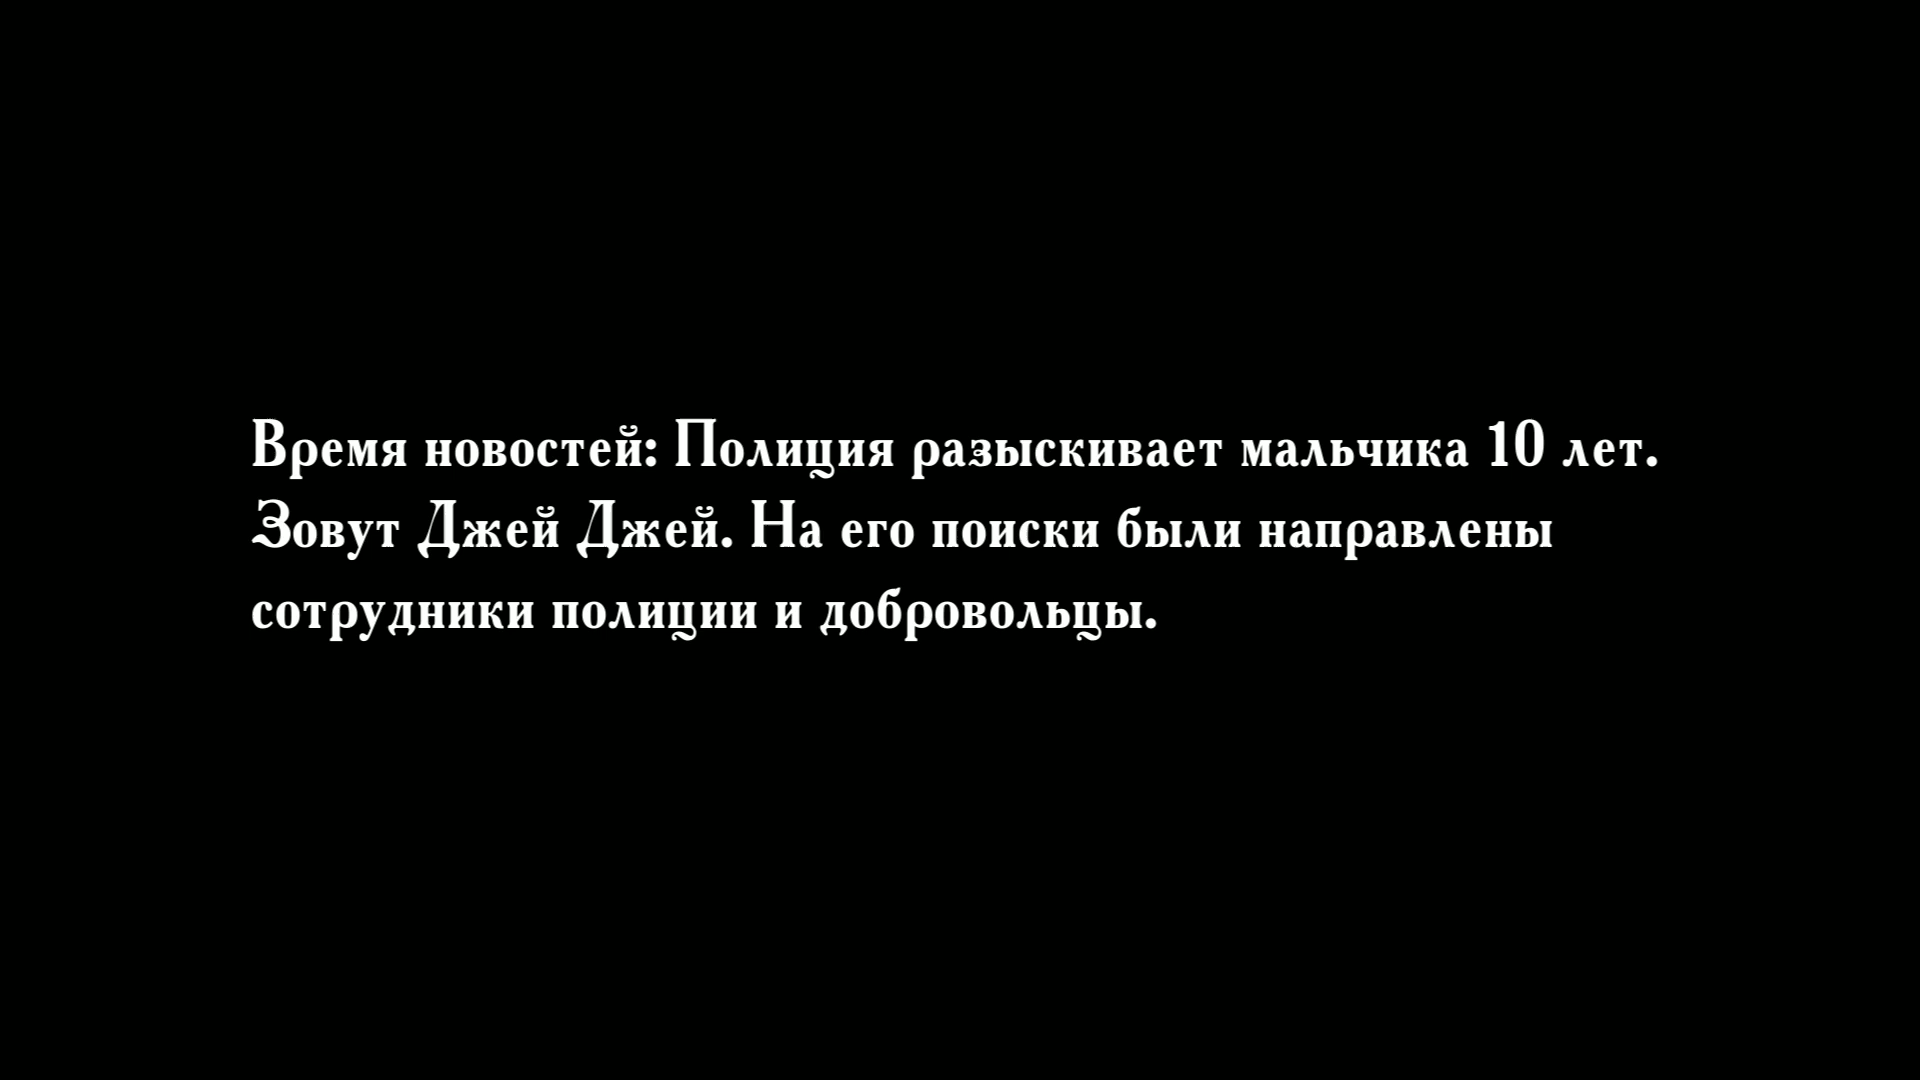 Время новостей: Полиция разыскивает мальчика 10 лет.
Зовут Джей Джей. На его поиски были направлены
сотрудники полиции и добровольцы.